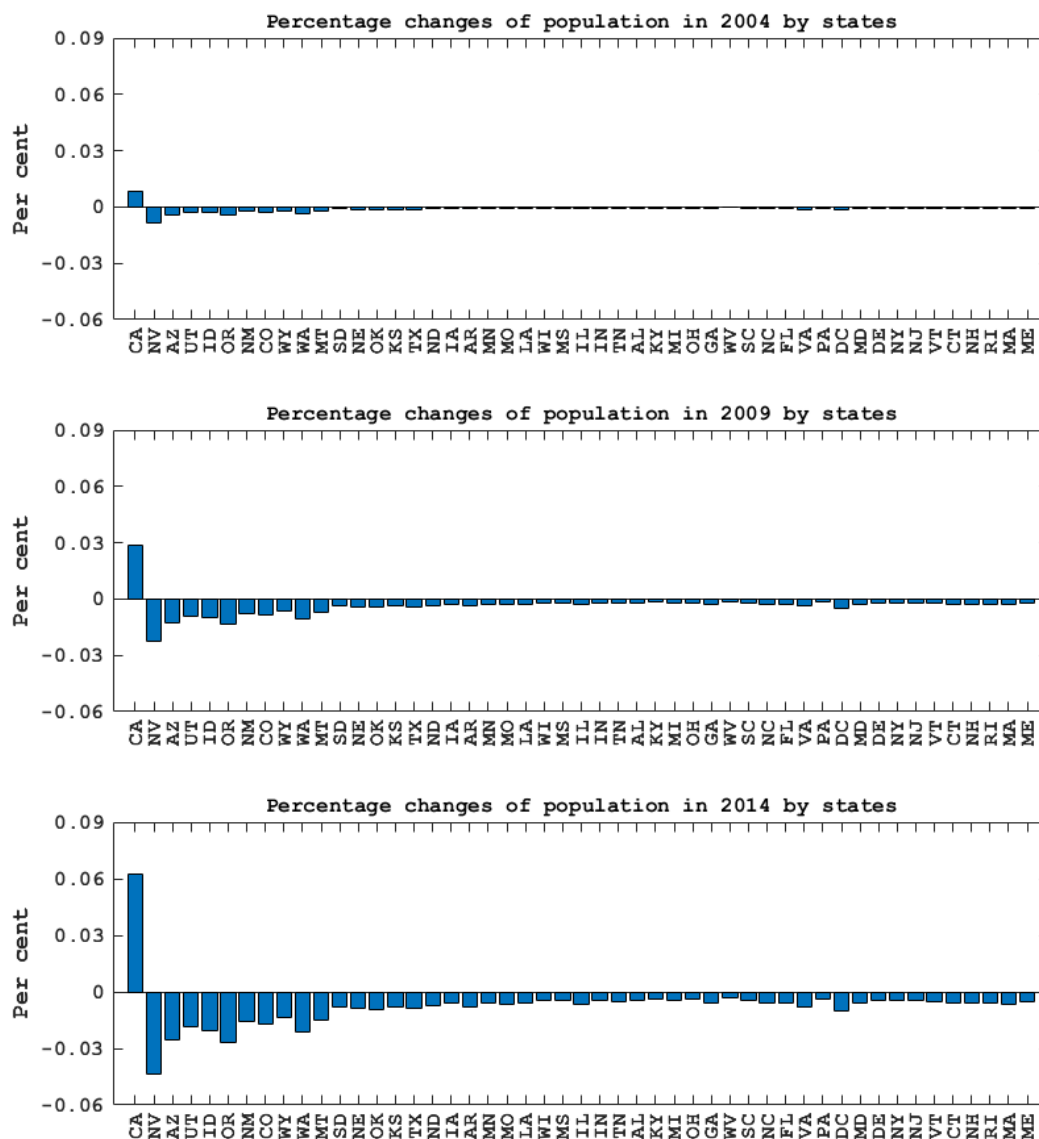 Percentage changes of population in 2004 by states
0.09
0.06
0.03
0
-0.03
-0.06
Per cent
CA NV AZ UT ID OR NM CO WY WA MT SD NE OK KS TX ND IA AR MN MO LA WI MS IL IN TN AL KY MI OH GA WV SC NC FL VA PA DC MD DE NY NJ VT CT NH RI MA ME
Percentage changes of population in 2009 by states
0.09
0.06
0.03
0
-0.03
-0.06
Per cent
CA NV AZ UT ID OR NM CO WY WA MT SD NE OK KS TX ND IA AR MN MO LA WI MS IL IN TN AL KY MI OH GA WV SC NC FL VA PA DC MD DE NY NJ VT CT NH RI MA ME
Percentage changes of population in 2014 by states
0.09
0.06
0.03
0
-0.03
-0.06
Per cent
CA NV AZ UT ID OR NM CO WY WA MT SD NE OK KS TX ND IA AR MN MO LA WI MS IL IN TN AL KY MI OH GA WV SC NC FL VA PA DC MD DE NY NJ VT CT NH RI MA ME